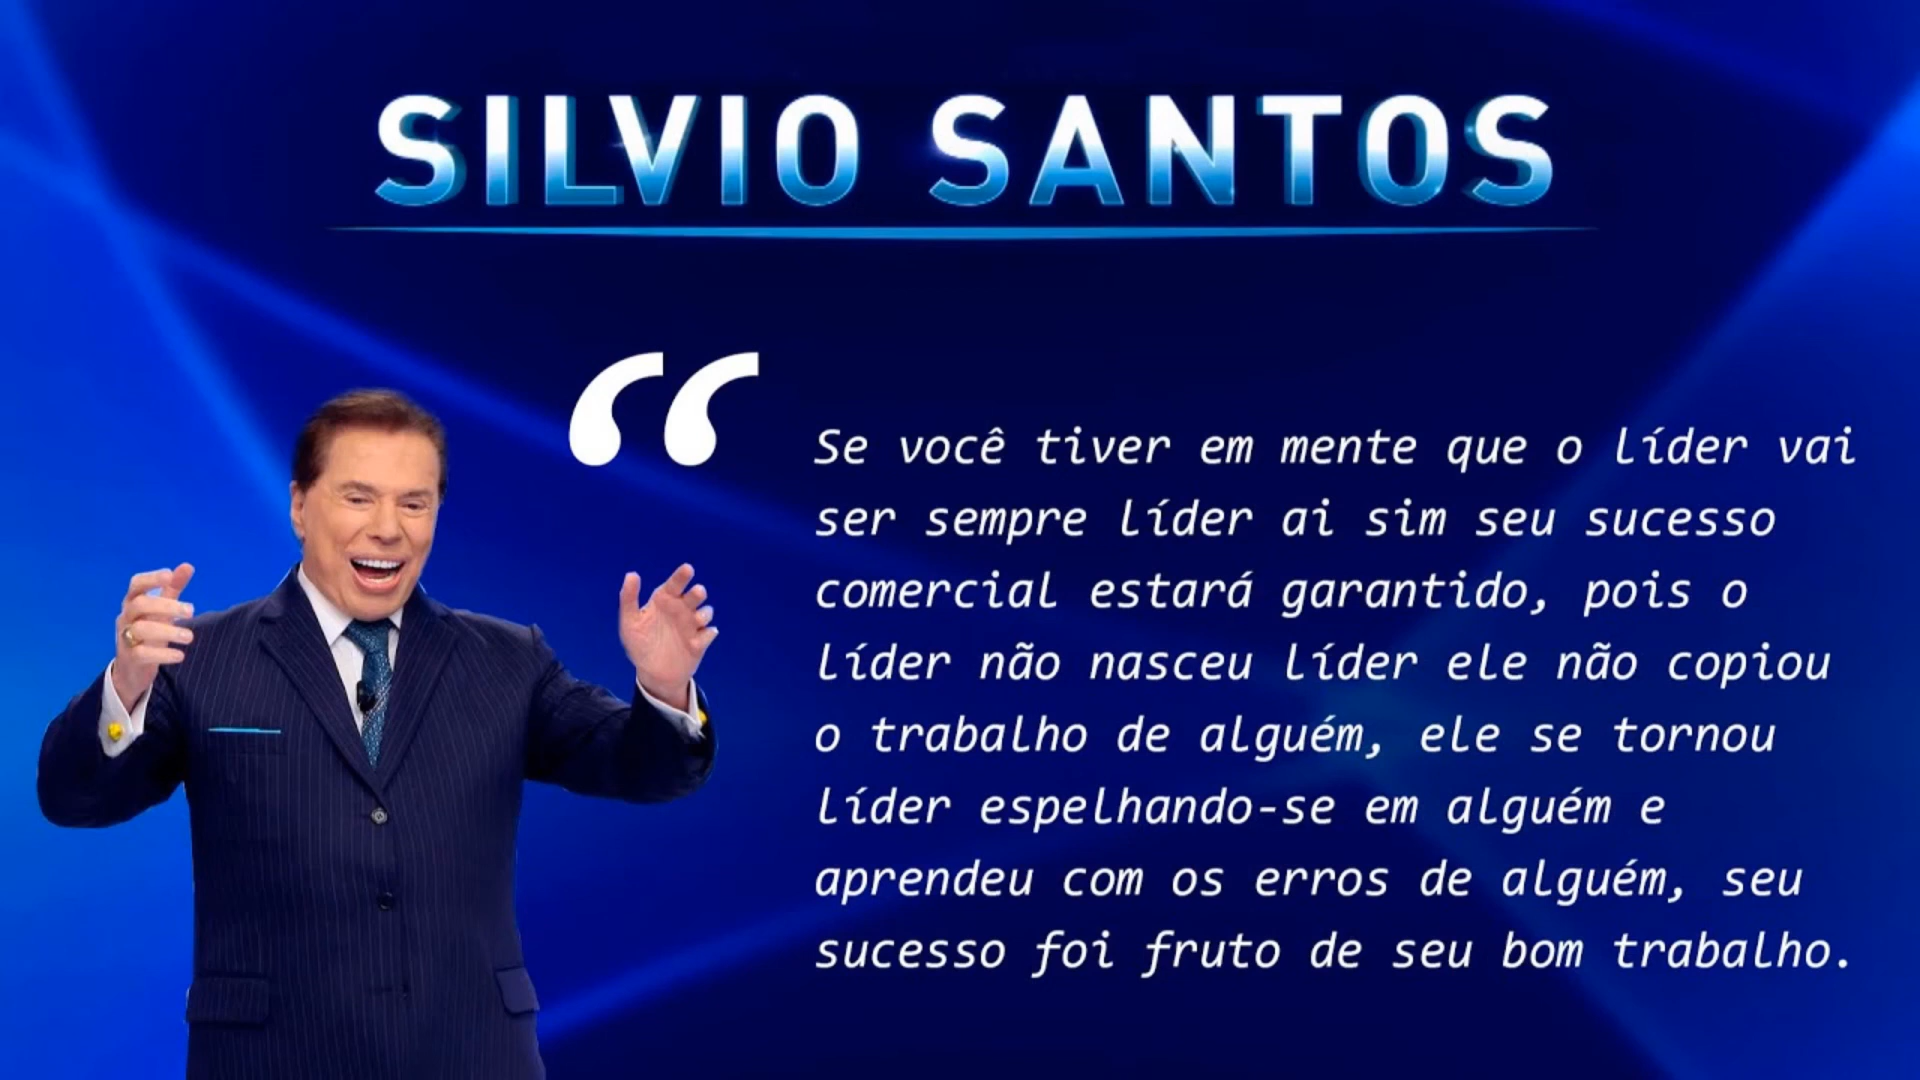 SILVIO SANTOS
“
Se você tiver em mente que o líder vai
ser sempre líder ai sim seu sucesso
comercial estará garantido, pois o
líder não nasceu líder ele não copiou
o trabalho de alguém, ele se tornou
líder espelhando-se em alguém e
aprendeu com os erros de alguém, seu
sucesso foi fruto de seu bom trabalho.